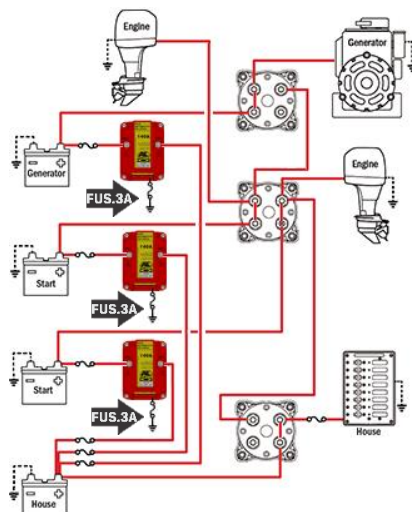 Engine
Generator
Generator
FUS.3A
Engine
Start
FUS.3A
Start
FUS.3A
House
House